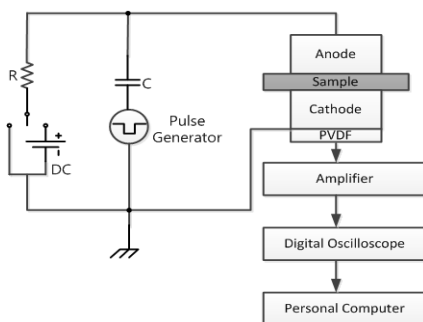 R
C
Pulse
Generator
+
-
DC
Anode
Sample
Cathode
PVDF
Amplifier
Digital Oscilloscope
Personal Computer